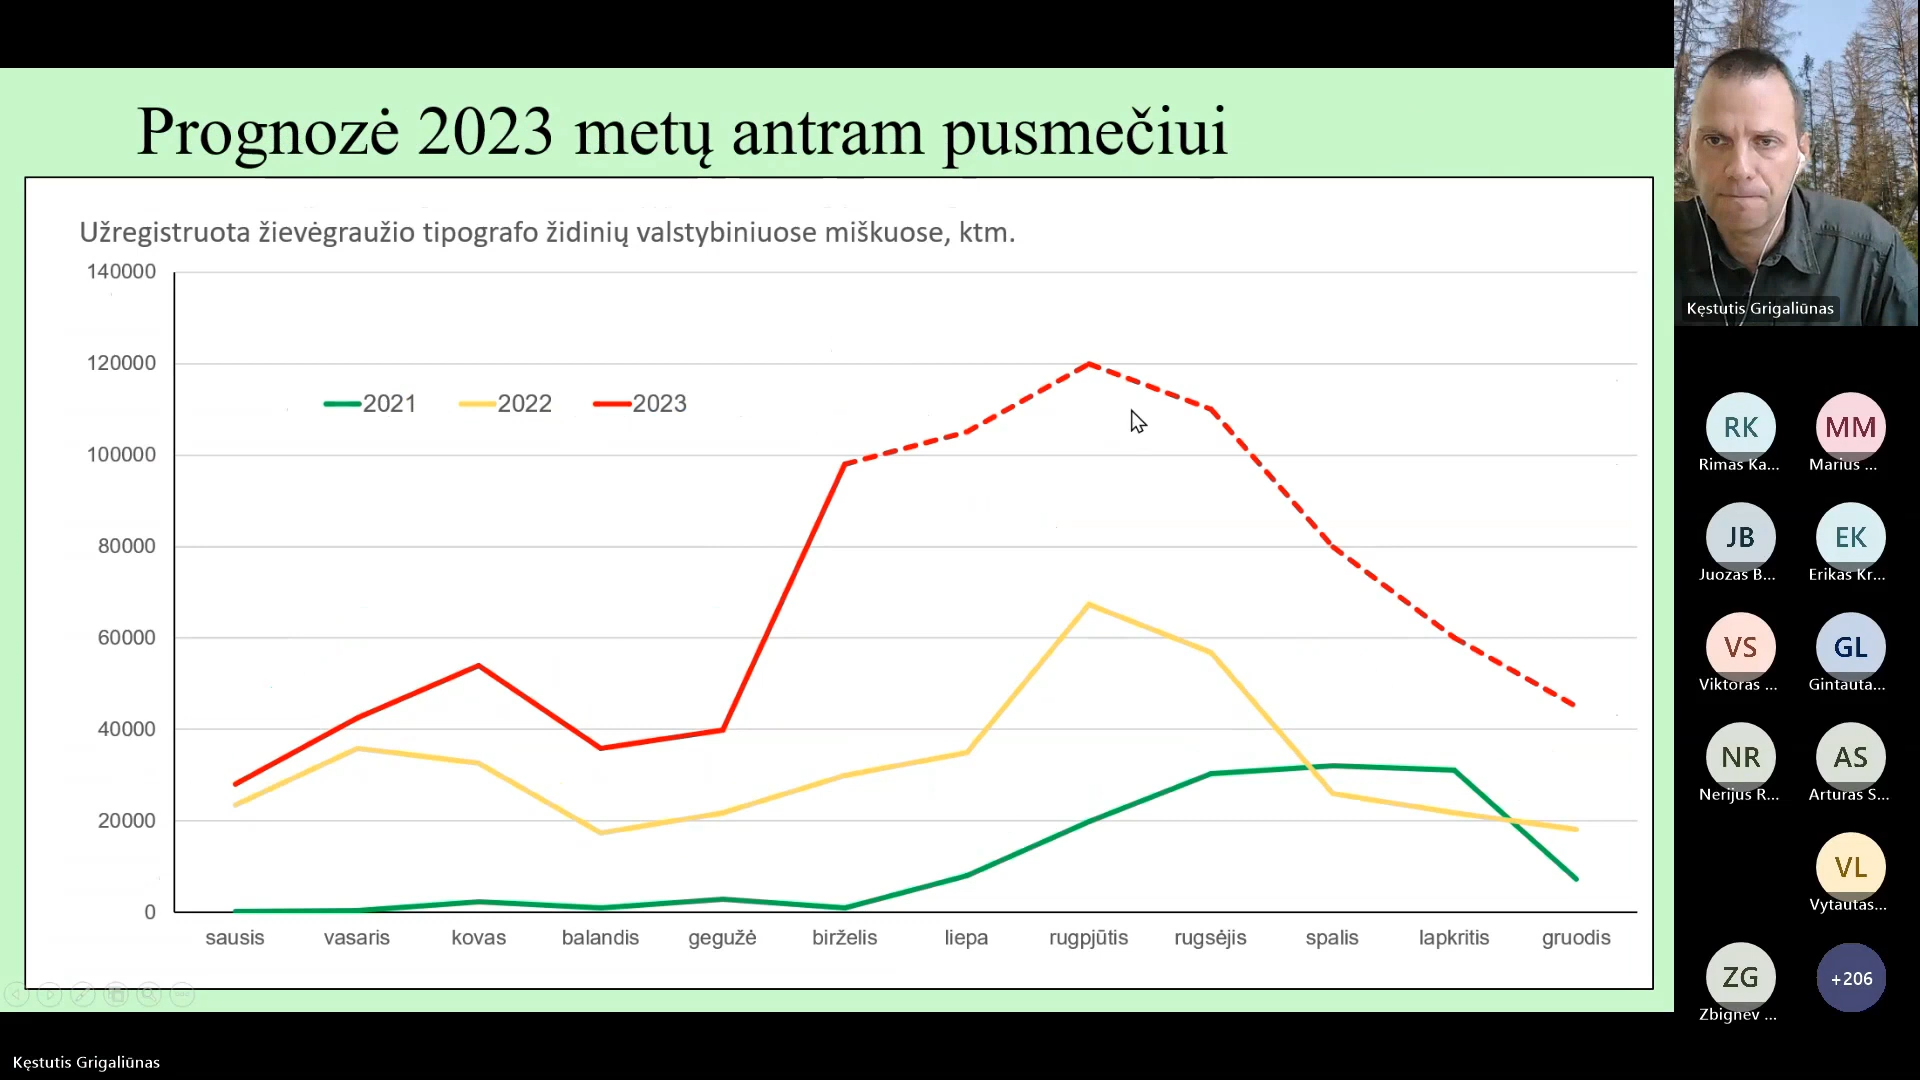 Prognozė 2023 metų antram pusmečiui
Užregistruota žievėgraužio tipografo židinių valstybiniuose miškuose, ktm.
140000
120000
100000
80000
60000
40000
20000
0
2021 2022 2023
sausis vasaris kovas balandis gegužė birželis liepa rugpjūtis rugsėjis spalis lapkritis gruodis
Kęstutis Grigaliūnas
RK MM
Rimas Ka... Marius ...
JB EK
Juozas B... Erikas Kr...
VS GL
Viktoras ... Gintauta...
NR AS
Nerijus R... Arturas S...
VL
Vytautas...
ZG +206
Zbignev ...
Kęstutis Grigaliūnas